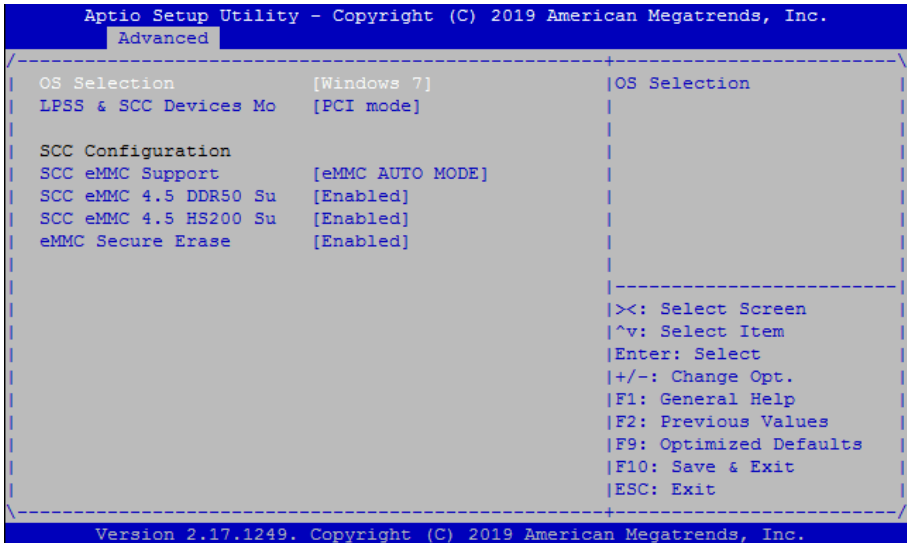 Aptio Setup Utility - Copyright (C) 2019 American Megatrends, Inc.
Advanced
OS Selection [Windows 7]
LPSS & SCC Devices Mo [PCI mode]
SCC Configuration
SCC eMMC Support [eMMC AUTO MODE]
SCC eMMC 4.5 DDR50 Su [Enabled]
SCC eMMC 4.5 HS200 Su [Enabled]
eMMC Secure Erase [Enabled]
OS Selection
><: Select Screen
^v: Select Item
Enter: Select
+/-: Change Opt.
F1: General Help
F2: Previous Values
F9: Optimized Defaults
F10: Save & Exit
ESC: Exit
Version 2.17.1249. Copyright (C) 2019 American Megatrends, Inc.